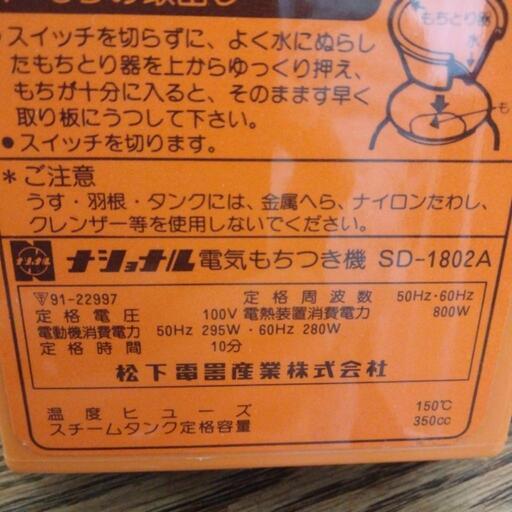 スイッチを切らずに、よく水にぬらし
たもちとり器を上からゆっくり押え、
もちが十分に入ると、そのまます早く
取り板にうつして下さい。
●スイッチを切ります。
もちとり器
水
も
*ご注意
うす・羽根・タンクには、金属へら、ナイロンたわし、
クレンザー等を使用しないでください。
ナショナル ナショナル 電気もちつき機 SD-1802A
91-22997 定格周波数 50Hz・60Hz
定格電圧 100V 電熱装置消費電力 800W
電動機消費電力 50Hz 295W・60Hz 280W
定格時間 10分
松下電器産業株式会社
温度ヒューズ 150℃
スチームタンク定格容量 350cc